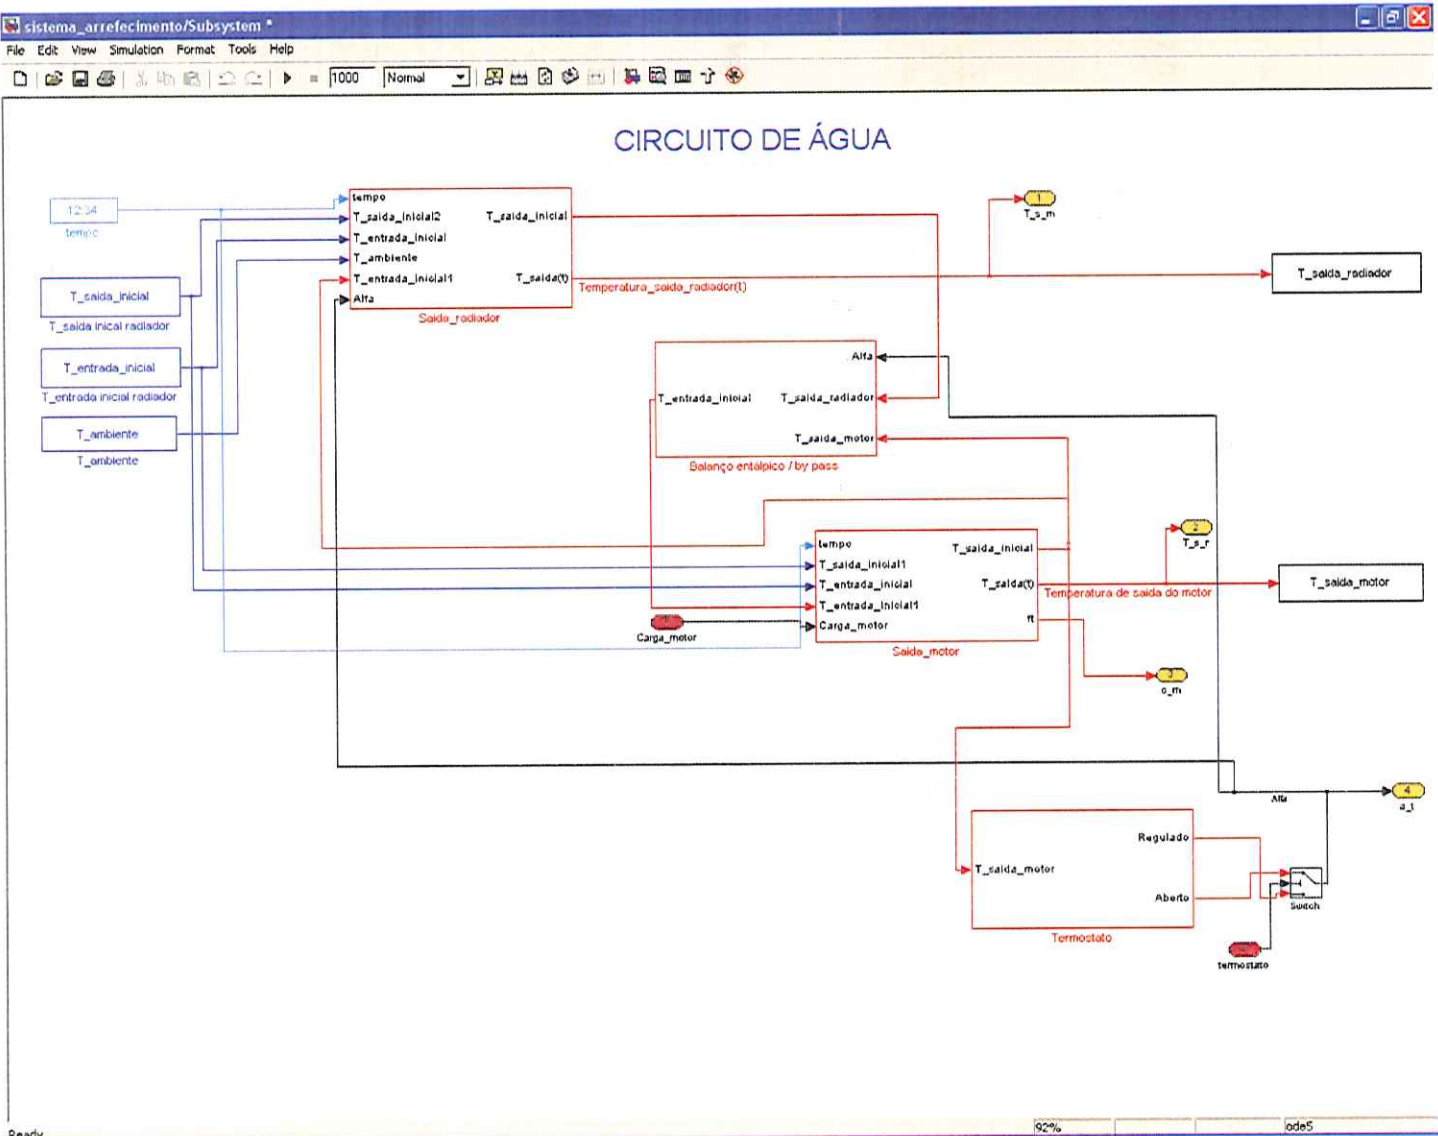 sistema_arrefecimento/Subsystem *
File Edit View Simulation Format Tools Help
1000 Normal
CIRCUITO DE ÁGUA
12:34
tempo
T_saida_inicial
T_saida inical radiador
T_entrada_inicial
T_entrada inicial radiador
T_ambiente
T_ambiente
tempo
T_saida_inicial2
T_entrada_inicial
T_ambiente
T_entrada_inicial1
Alfa
T_saida_inicial
T_saida(t)
Saida_radiador
Temperatura_saida_radiador(t)
1
T_s_m
T_saida_radiador
Alfa
T_entrada_inicial
T_saida_radiador
T_saida_motor
Balanço entálpico / by pass
tempo
T_saida_inicial1
T_entrada_inicial
T_entrada_inicial1
Carga_motor
T_saida_inicial
T_saida(t)
ft
Saida_motor
Carga_motor
Temperatura de saida do motor
2
T_s_r
T_saida_motor
3
c_m
Alfa
4
a_t
T_saida_motor
Regulado
Aberto
Termostato
Switch
termostato
Ready
92%
ode5